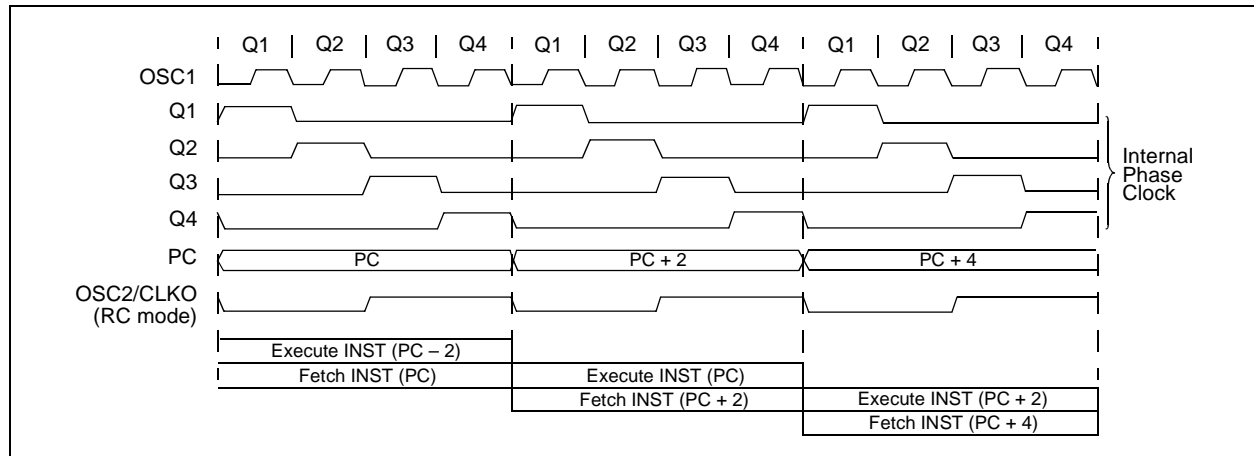 Q1 Q2 Q3 Q4 Q1 Q2 Q3 Q4 Q1 Q2 Q3 Q4
OSC1
Q1
Q2
Q3
Q4
Internal
Phase
Clock
PC PC PC + 2 PC + 4
OSC2/CLKO
(RC mode)
Execute INST (PC – 2)
Fetch INST (PC) Execute INST (PC)
Fetch INST (PC + 2) Execute INST (PC + 2)
Fetch INST (PC + 4)